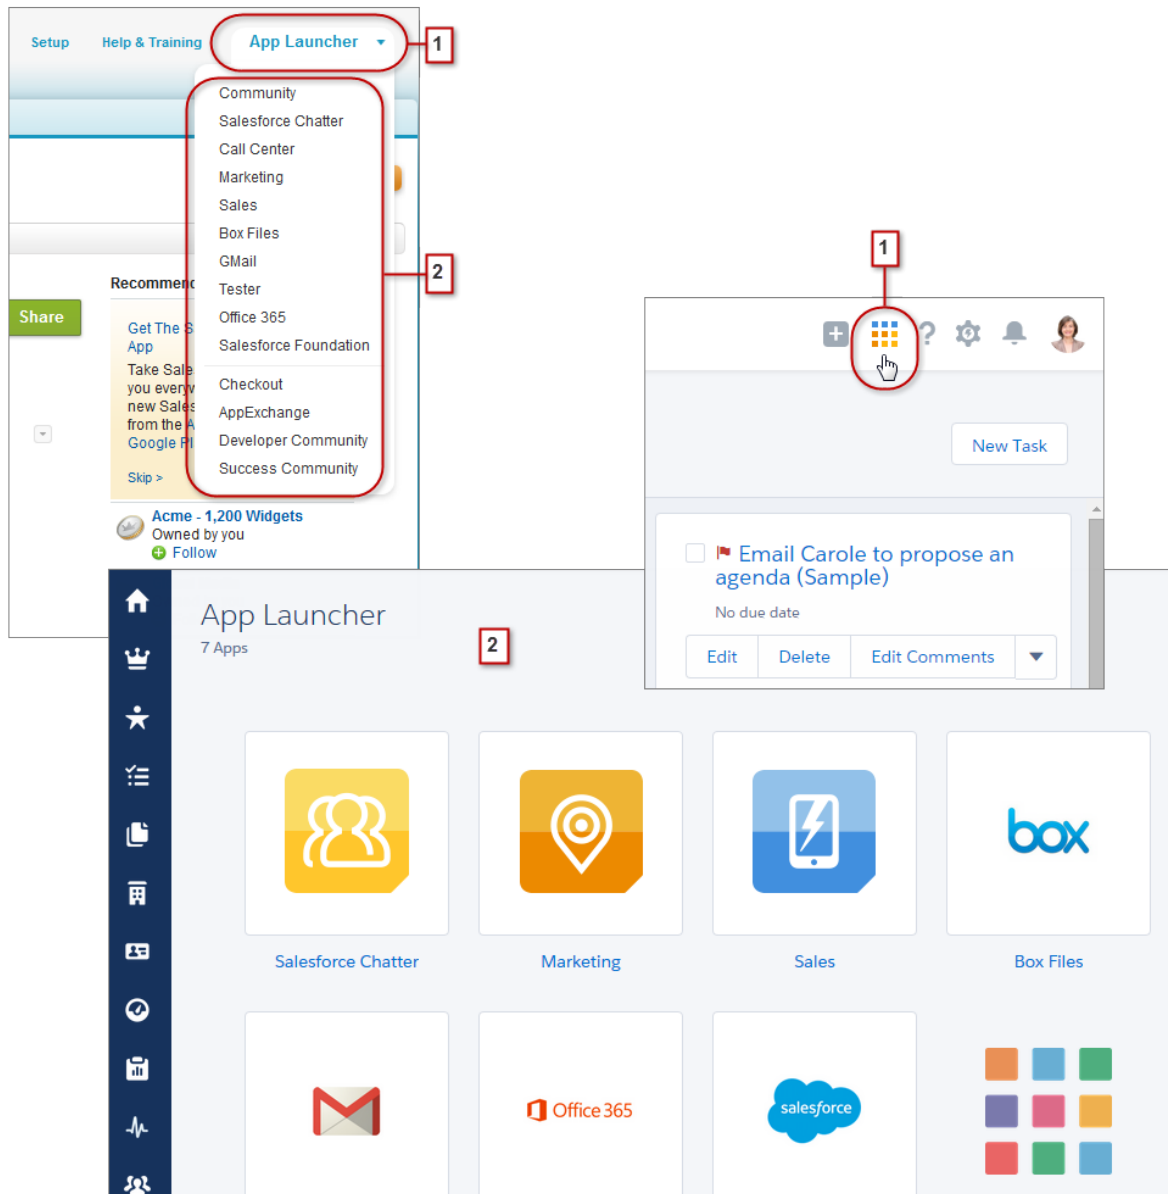 Setup
Help & Training
App Launcher
1
Community
Salesforce Chatter
Call Center
Marketing
Sales
Box Files
GMail
Tester
Office 365
Salesforce Foundation
Checkout
AppExchange
Developer Community
Success Community
2
Share
Recommen
Get The S
App
Take Sale
you everyw
new Sales
from the A
Google Pl
Skip >
Acme - 1,200 Widgets
Owned by you
Follow
1
?
New Task
Email Carole to propose an
agenda (Sample)
No due date
Edit
Delete
Edit Comments
App Launcher
7 Apps
2
box
Salesforce Chatter
Marketing
Sales
Box Files
Office 365
salesforce